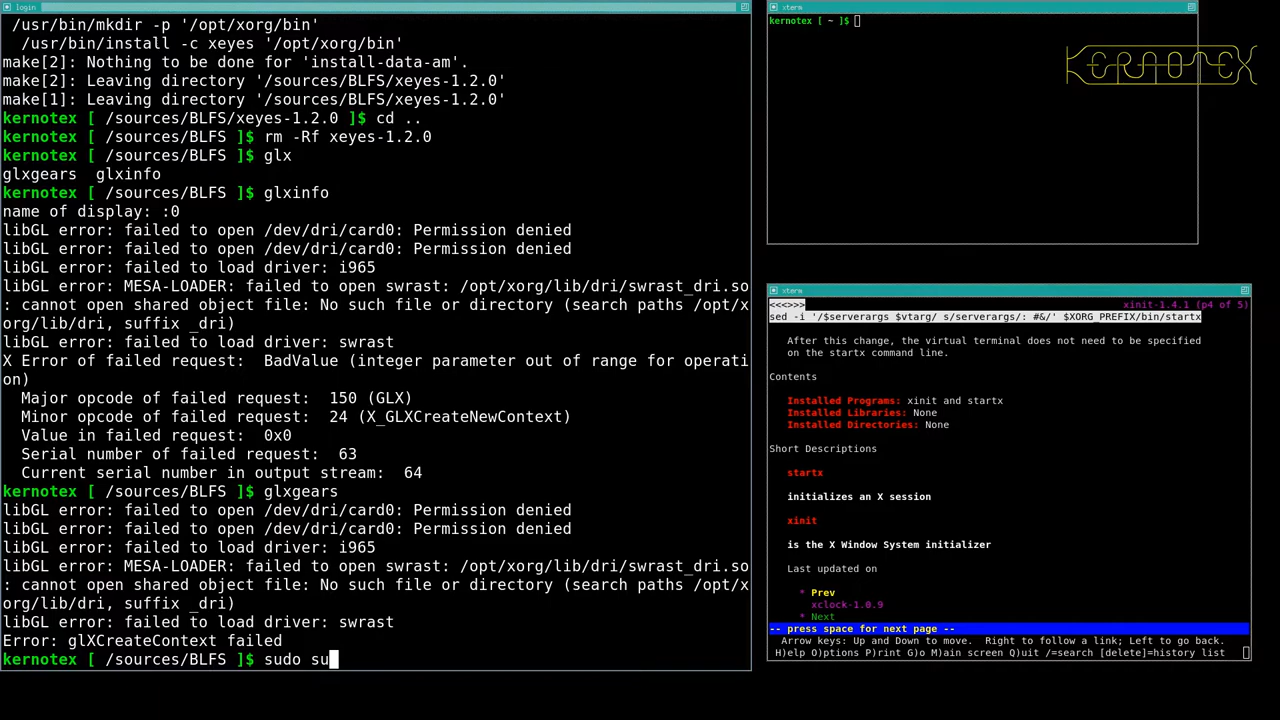 login
/usr/bin/mkdir -p '/opt/xorg/bin'
/usr/bin/install -c xeyes '/opt/xorg/bin'
make[2]: Nothing to be done for 'install-data-am'.
make[2]: Leaving directory '/sources/BLFS/xeyes-1.2.0'
make[1]: Leaving directory '/sources/BLFS/xeyes-1.2.0'
kernotex [ /sources/BLFS/xeyes-1.2.0 ]$ cd ..
kernotex [ /sources/BLFS ]$ rm -Rf xeyes-1.2.0
kernotex [ /sources/BLFS ]$ glx
glxgears  glxinfo
kernotex [ /sources/BLFS ]$ glxinfo
name of display: :0
libGL error: failed to open /dev/dri/card0: Permission denied
libGL error: failed to open /dev/dri/card0: Permission denied
libGL error: failed to load driver: i965
libGL error: MESA-LOADER: failed to open swrast: /opt/xorg/lib/dri/swrast_dri.so
: cannot open shared object file: No such file or directory (search paths /opt/x
org/lib/dri, suffix _dri)
libGL error: failed to load driver: swrast
X Error of failed request:  BadValue (integer parameter out of range for operati
on)
Major opcode of failed request:  150 (GLX)
Minor opcode of failed request:  24 (X_GLXCreateNewContext)
Value in failed request:  0x0
Serial number of failed request:  63
Current serial number in output stream:  64
kernotex [ /sources/BLFS ]$ glxgears
libGL error: failed to open /dev/dri/card0: Permission denied
libGL error: failed to open /dev/dri/card0: Permission denied
libGL error: failed to load driver: i965
libGL error: MESA-LOADER: failed to open swrast: /opt/xorg/lib/dri/swrast_dri.so
: cannot open shared object file: No such file or directory (search paths /opt/x
org/lib/dri, suffix _dri)
libGL error: failed to load driver: swrast
Error: glXCreateContext failed
kernotex [ /sources/BLFS ]$ sudo su
xterm
kernotex [ ~ ]$
KERNOTEX
xterm
<<<>>> xinit-1.4.1 (p4 of 5)
sed -i '/$serverargs $vtarg/ s/serverargs/: #&/' $XORG_PREFIX/bin/startx
After this change, the virtual terminal does not need to be specified
on the startx command line.
Contents
Installed Programs: xinit and startx
Installed Libraries: None
Installed Directories: None
Short Descriptions
startx
initializes an X session
xinit
is the X Window System initializer
Last updated on
* Prev
xclock-1.0.9
* Next
-- press space for next page --
Arrow keys: Up and Down to move.  Right to follow a link; Left to go back.
H)elp O)ptions P)rint G)o M)ain screen Q)uit /=search [delete]=history list